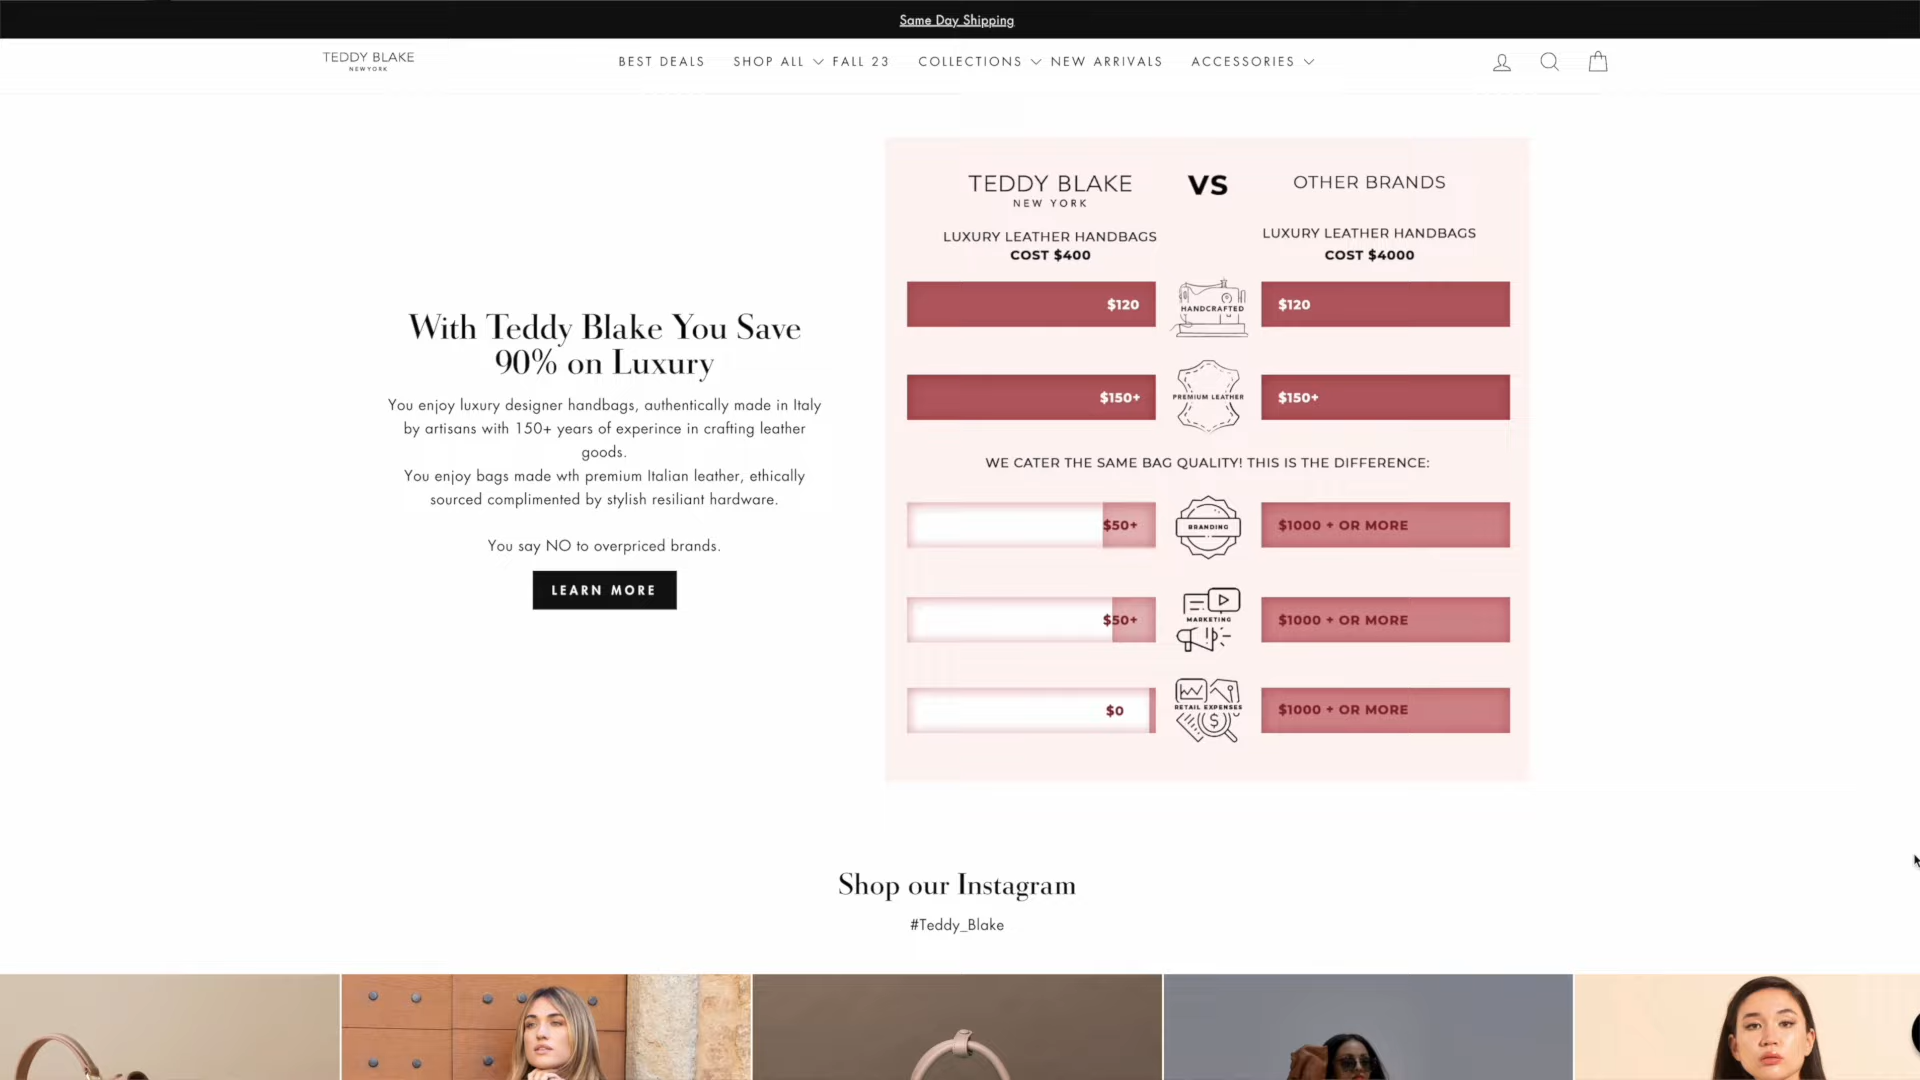 Same Day Shipping
TEDDY BLAKE
NEW YORK
BEST DEALS
SHOP ALL
FALL 23
COLLECTIONS
NEW ARRIVALS
ACCESSORIES
With Teddy Blake You Save
90% on Luxury
You enjoy luxury designer handbags, authentically made in Italy
by artisans with 150+ years of experince in crafting leather
goods.
You enjoy bags made wth premium Italian leather, ethically
sourced complimented by stylish resiliant hardware.
You say NO to overpriced brands.
LEARN MORE
TEDDY BLAKE
NEW YORK
VS
OTHER BRANDS
LUXURY LEATHER HANDBAGS
COST $400
LUXURY LEATHER HANDBAGS
COST $4000
$120
HANDCRAFTED
$120
$150+
PREMIUM LEATHER
$150+
WE CATER THE SAME BAG QUALITY! THIS IS THE DIFFERENCE:
$50+
BRANDING
$1000 + OR MORE
$50+
MARKETING
$1000 + OR MORE
$0
RETAIL EXPENSES
$1000 + OR MORE
Shop our Instagram
#Teddy_Blake